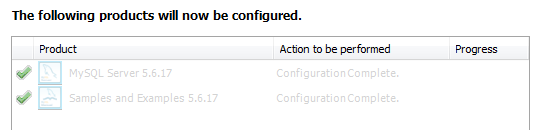 The following products will now be configured.
Product Action to be performed Progress
MySQL Server 5.6.17 Configuration Complete.
Samples and Examples 5.6.17 Configuration Complete.